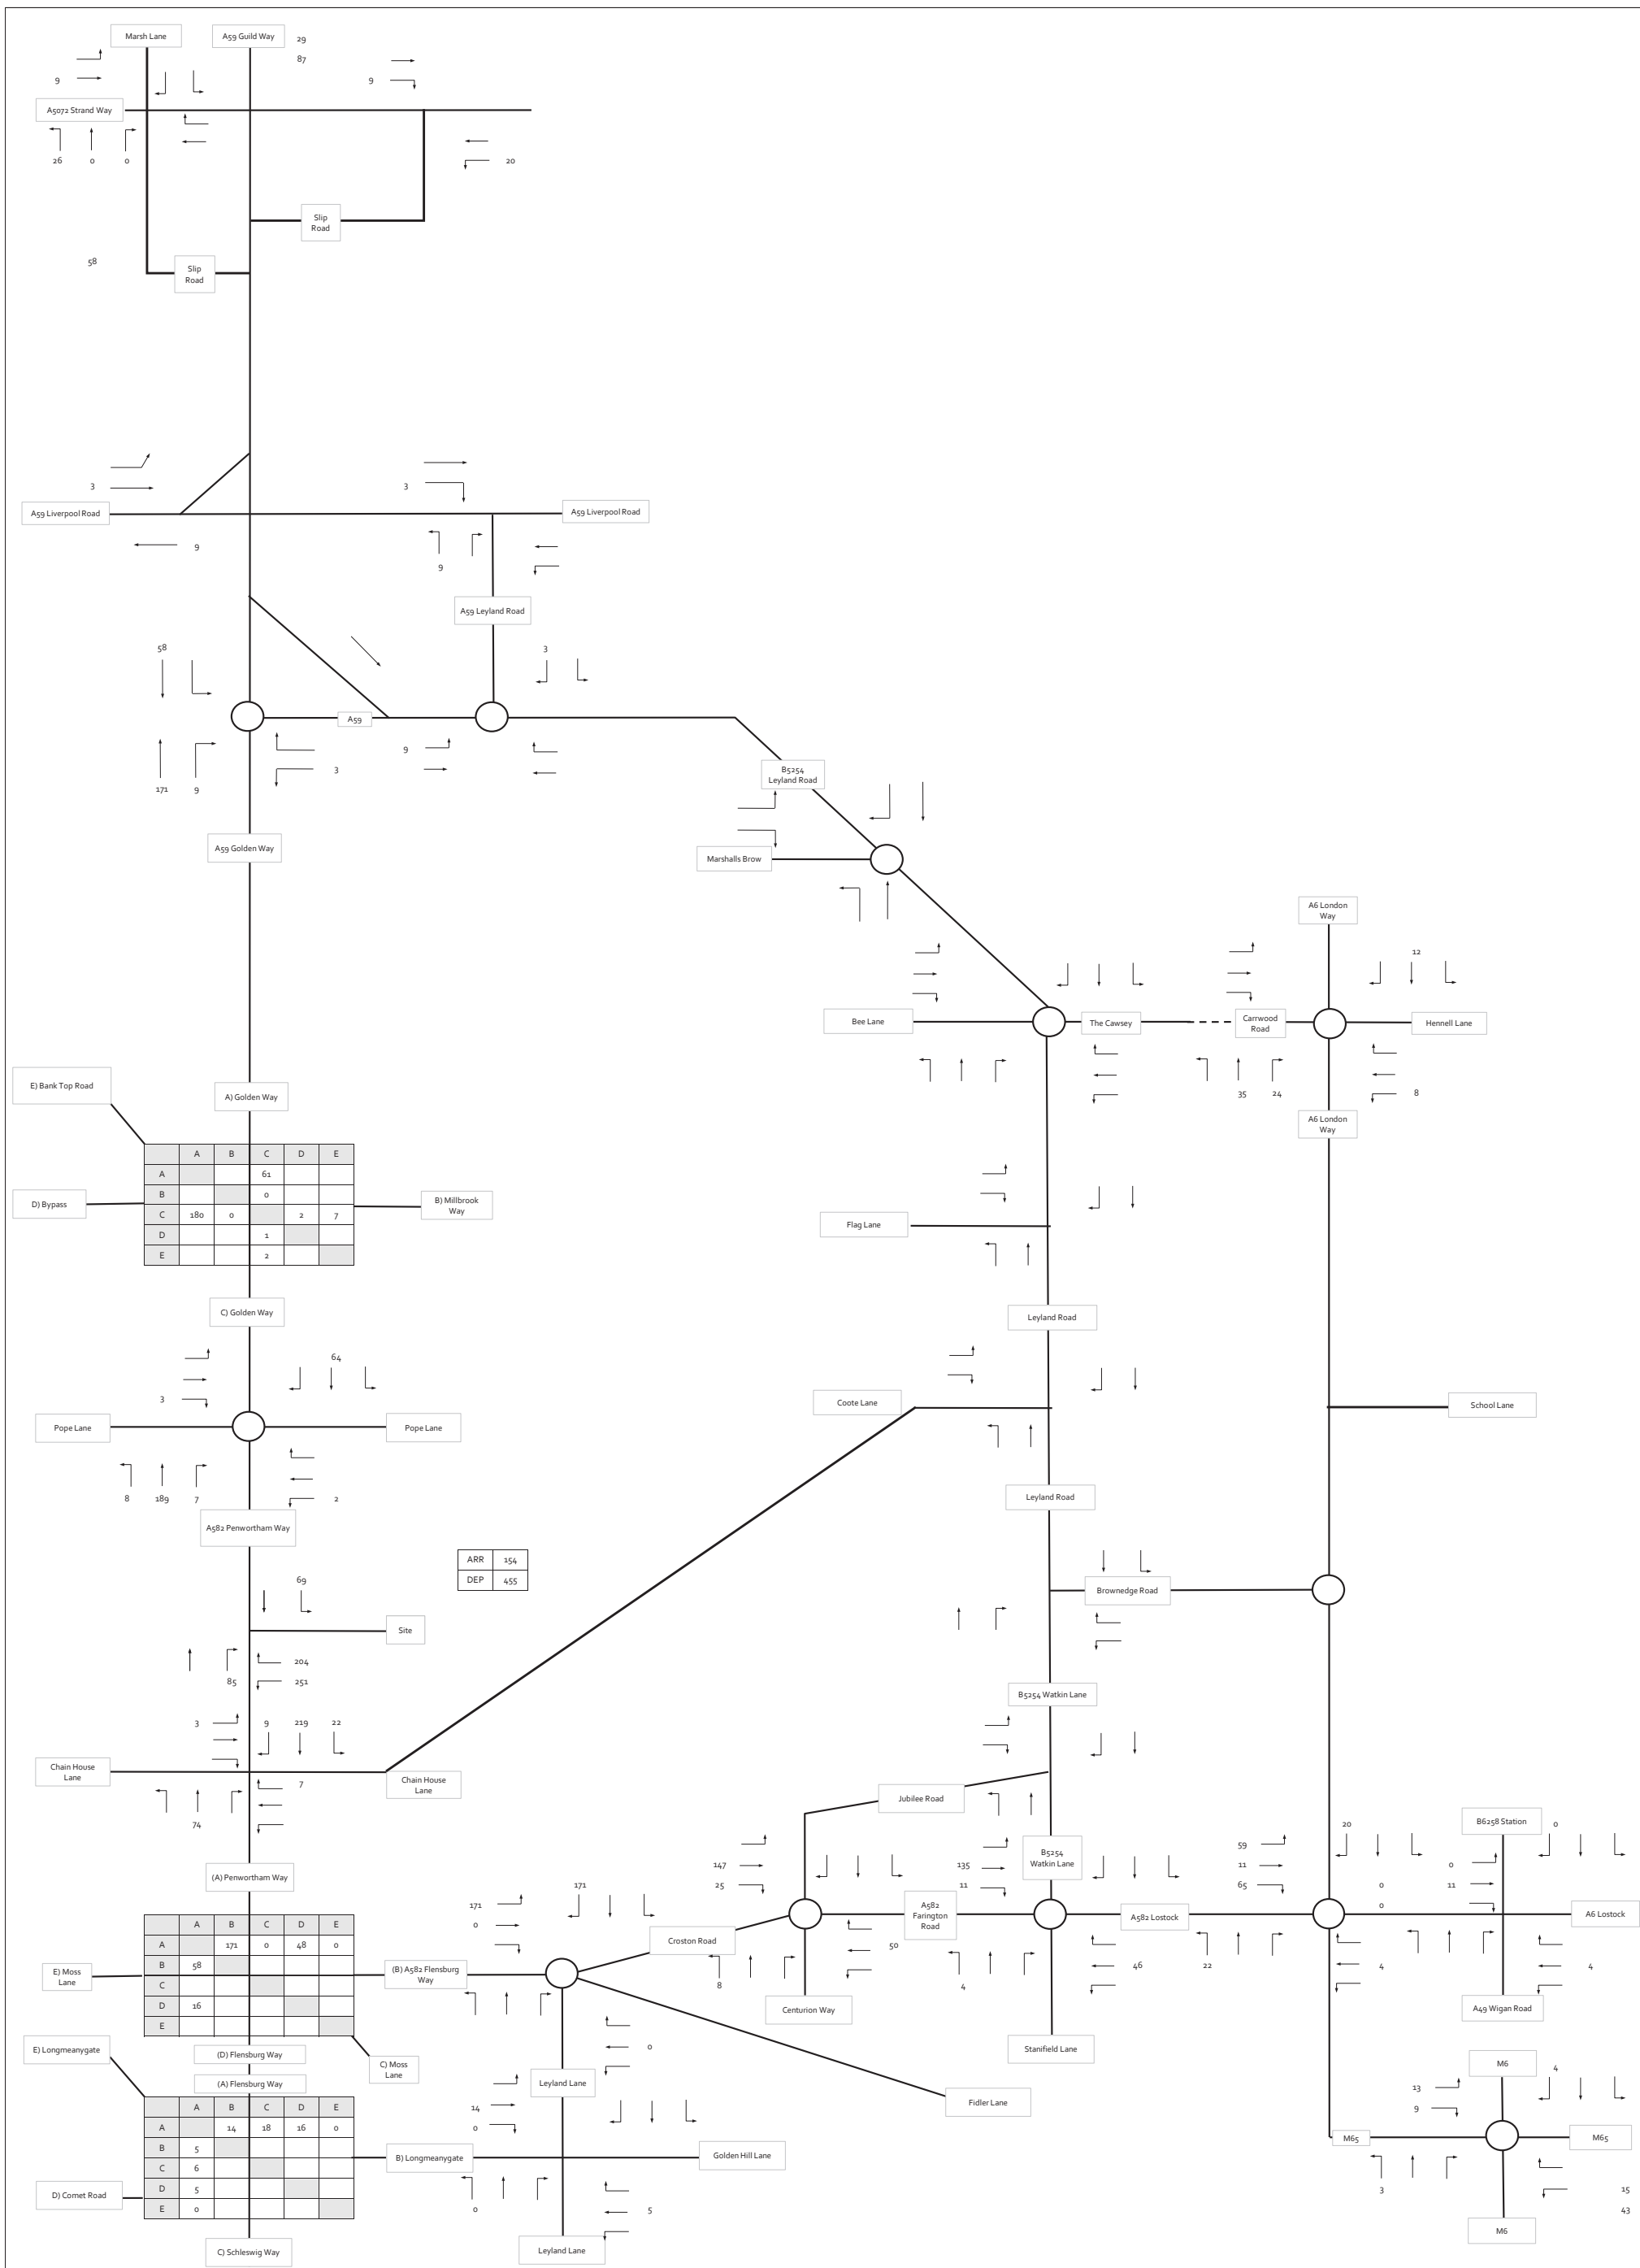 Marsh Lane
A59 Guild Way
29
87
9
9
A5072 Strand Way
26 0 0
20
Slip
Road
58
Slip
Road
3
3
A59 Liverpool Road
A59 Liverpool Road
9
9
A59 Leyland Road
58
3
A59
9
3
171 9
B5254
Leyland Road
A59 Golden Way
Marshalls Brow
A6 London
Way
12
Bee Lane
The Cawsey
Carrwood
Road
Hennell Lane
35 24
8
A6 London
Way
E) Bank Top Road
A) Golden Way
A B C D E
A 61
B 0
C 180 0 2 7
D 1
E 2
D) Bypass
B) Millbrook
Way
Flag Lane
C) Golden Way
Leyland Road
64
3
Pope Lane
Pope Lane
Coote Lane
School Lane
8 189 7
2
Leyland Road
A582 Penwortham Way
ARR 154
DEP 455
69
Brownedge Road
Site
85
204
251
B5254 Watkin Lane
3
9 219 22
Chain House
Lane
Chain House
Lane
7
74
Jubilee Road
B5254
Watkin Lane
B6258 Station
(A) Penwortham Way
147
25
135
11
59
11
65
20
0
0
0
11
0
171
0
171
Croston Road
A582
Farington
Road
A582 Lostock
A6 Lostock
A B C D E
A 171 0 48 0
B 58
C
D 16
E
E) Moss
Lane
(B) A582 Flensburg
Way
8
50
4
46
22
4
4
Centurion Way
A49 Wigan Road
Stanifield Lane
E) Longmeanygate
(D) Flensburg Way
C) Moss
Lane
0
(A) Flensburg Way
Leyland Lane
Fidler Lane
M6
13
9
4
A B C D E
A 14 18 16 0
B 5
C 6
D 5
E 0
14
0
B) Longmeanygate
Golden Hill Lane
M65
M65
D) Comet Road
0
5
3
15
43
C) Schleswig Way
Leyland Lane
M6